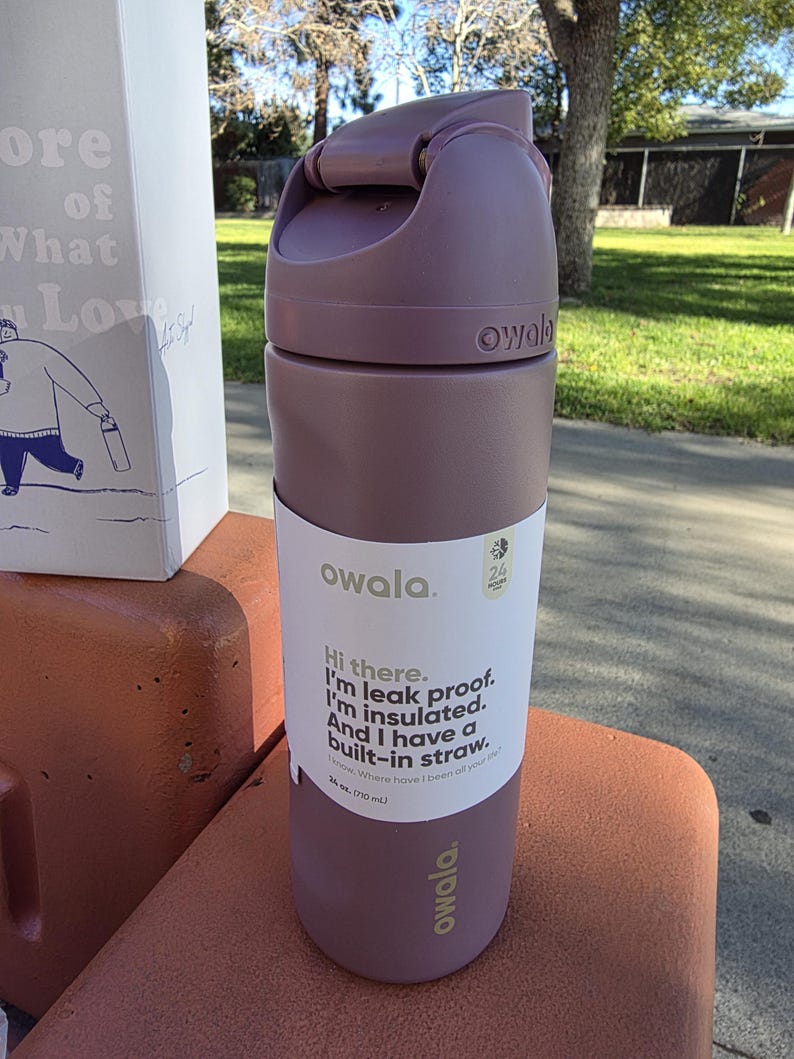 ore
of
What
u Love
owala
owala.
24
HOURS
Hi there.
I'm leak proof.
I'm insulated.
And I have a
built-in straw.
I know. Where have I been all your life?
24 oz. (710 mL)
owala.